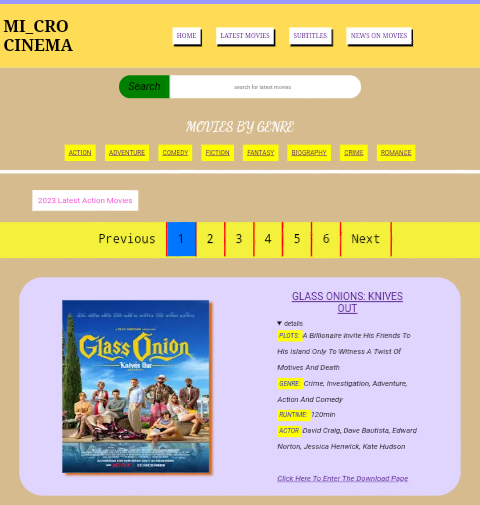 MI_CRO
CINEMA
HOME LATEST MOVIES SUBTITLES NEWS ON MOVIES
Search search for latest movies
MOVIES BY GENRE
ACTION ADVENTURE COMEDY FICTION FANTASY BIOGRAPHY CRIME ROMANCE
2023 Latest Action Movies
Previous 1 2 3 4 5 6 Next
GLASS ONIONS: KNIVES
OUT
▼ details
PLOTS: A Billionaire Invite His Friends To
His Island Only To Witness A Twist Of
Motives And Death
GENRE: Crime, Investigation, Adventure,
Action And Comedy
RUNTIME: 120min
ACTOR David Craig, Dave Bautista, Edward
Norton, Jessica Henwick, Kate Hudson
Click Here To Enter The Download Page
GLASS ONION
Knives Out